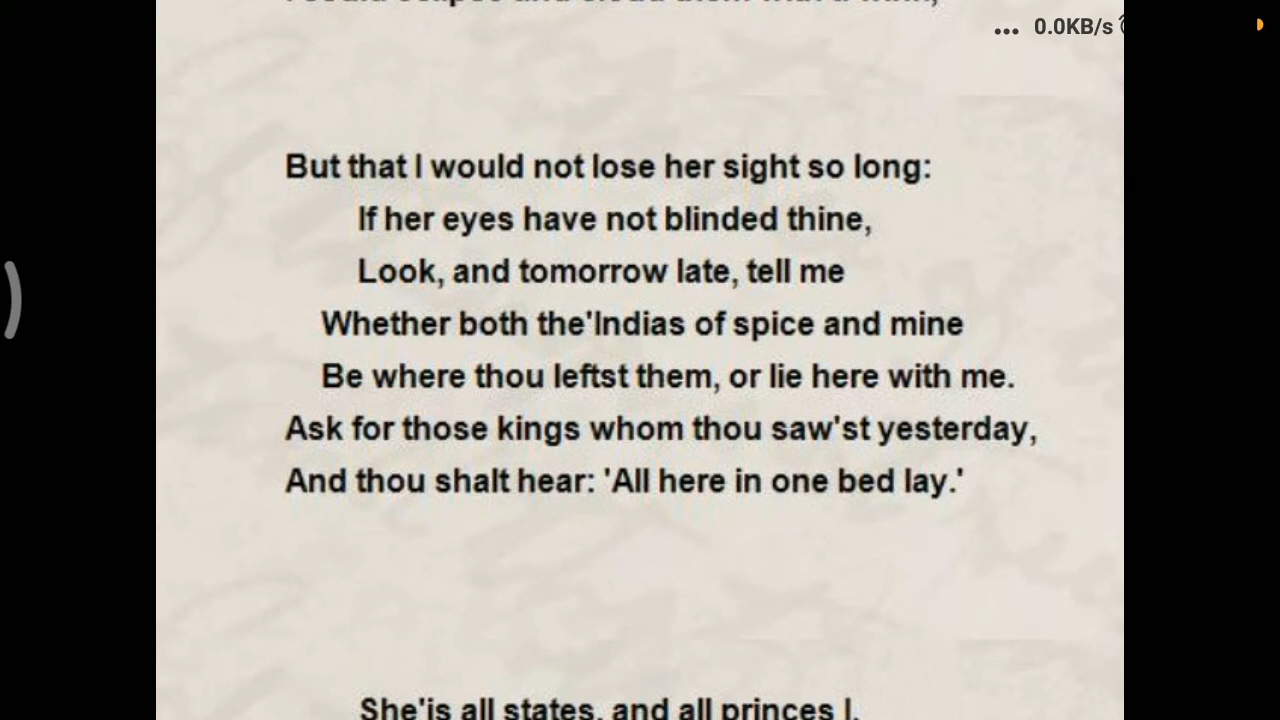 ... 0.0KB/s
But that I would not lose her sight so long:
If her eyes have not blinded thine,
Look, and tomorrow late, tell me
Whether both the'Indias of spice and mine
Be where thou leftst them, or lie here with me.
Ask for those kings whom thou saw'st yesterday,
And thou shalt hear: 'All here in one bed lay.'
She'is all states, and all princes I,